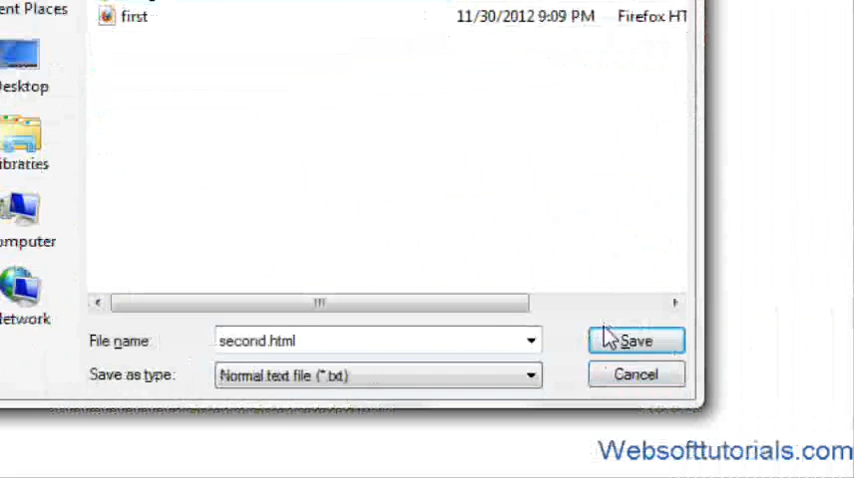 ent Places
first 11/30/2012 9:09 PM Firefox HT
Desktop
ibraries
omputer
Network
File name: second.html Save
Save as type: Normal text file (*.txt) Cancel
Websofttutorials.com